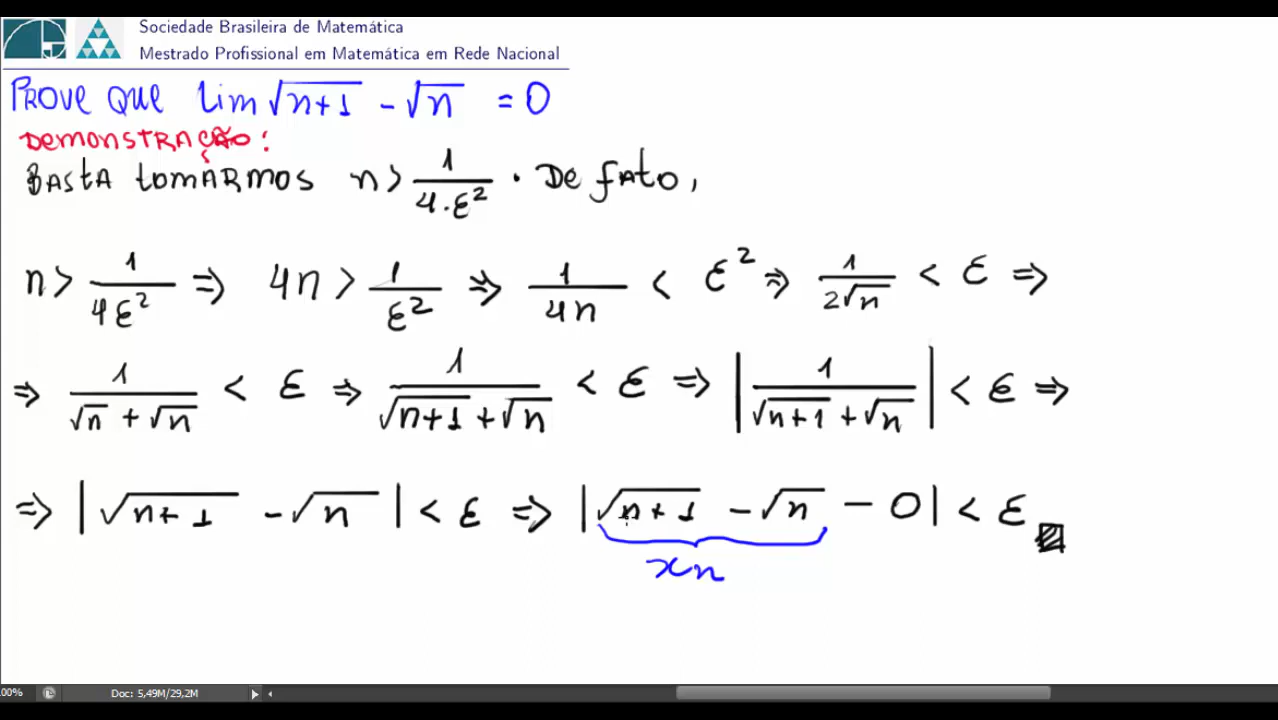 Sociedade Brasileira de Matemática
Mestrado Profissional em Matemática em Rede Nacional
PROVE QUE lim √(n+1) - √n = 0
DEMONSTRAÇÃO:
BASTA TOMARMOS n > 1/(4·ε²) . DE FATO,
n > 1/(4ε²) ⇒ 4n > 1/ε² ⇒ 1/(4n) < ε² ⇒ 1/(2√n) < ε ⇒
⇒ 1/(√n + √n) < ε ⇒ 1/(√(n+1) + √n) < ε ⇒ |1/(√(n+1) + √n)| < ε ⇒
⇒ |√(n+1) - √n| < ε ⇒ |√(n+1) - √n - 0| < ε
xn
00% Doc: 5,49M/29,2M